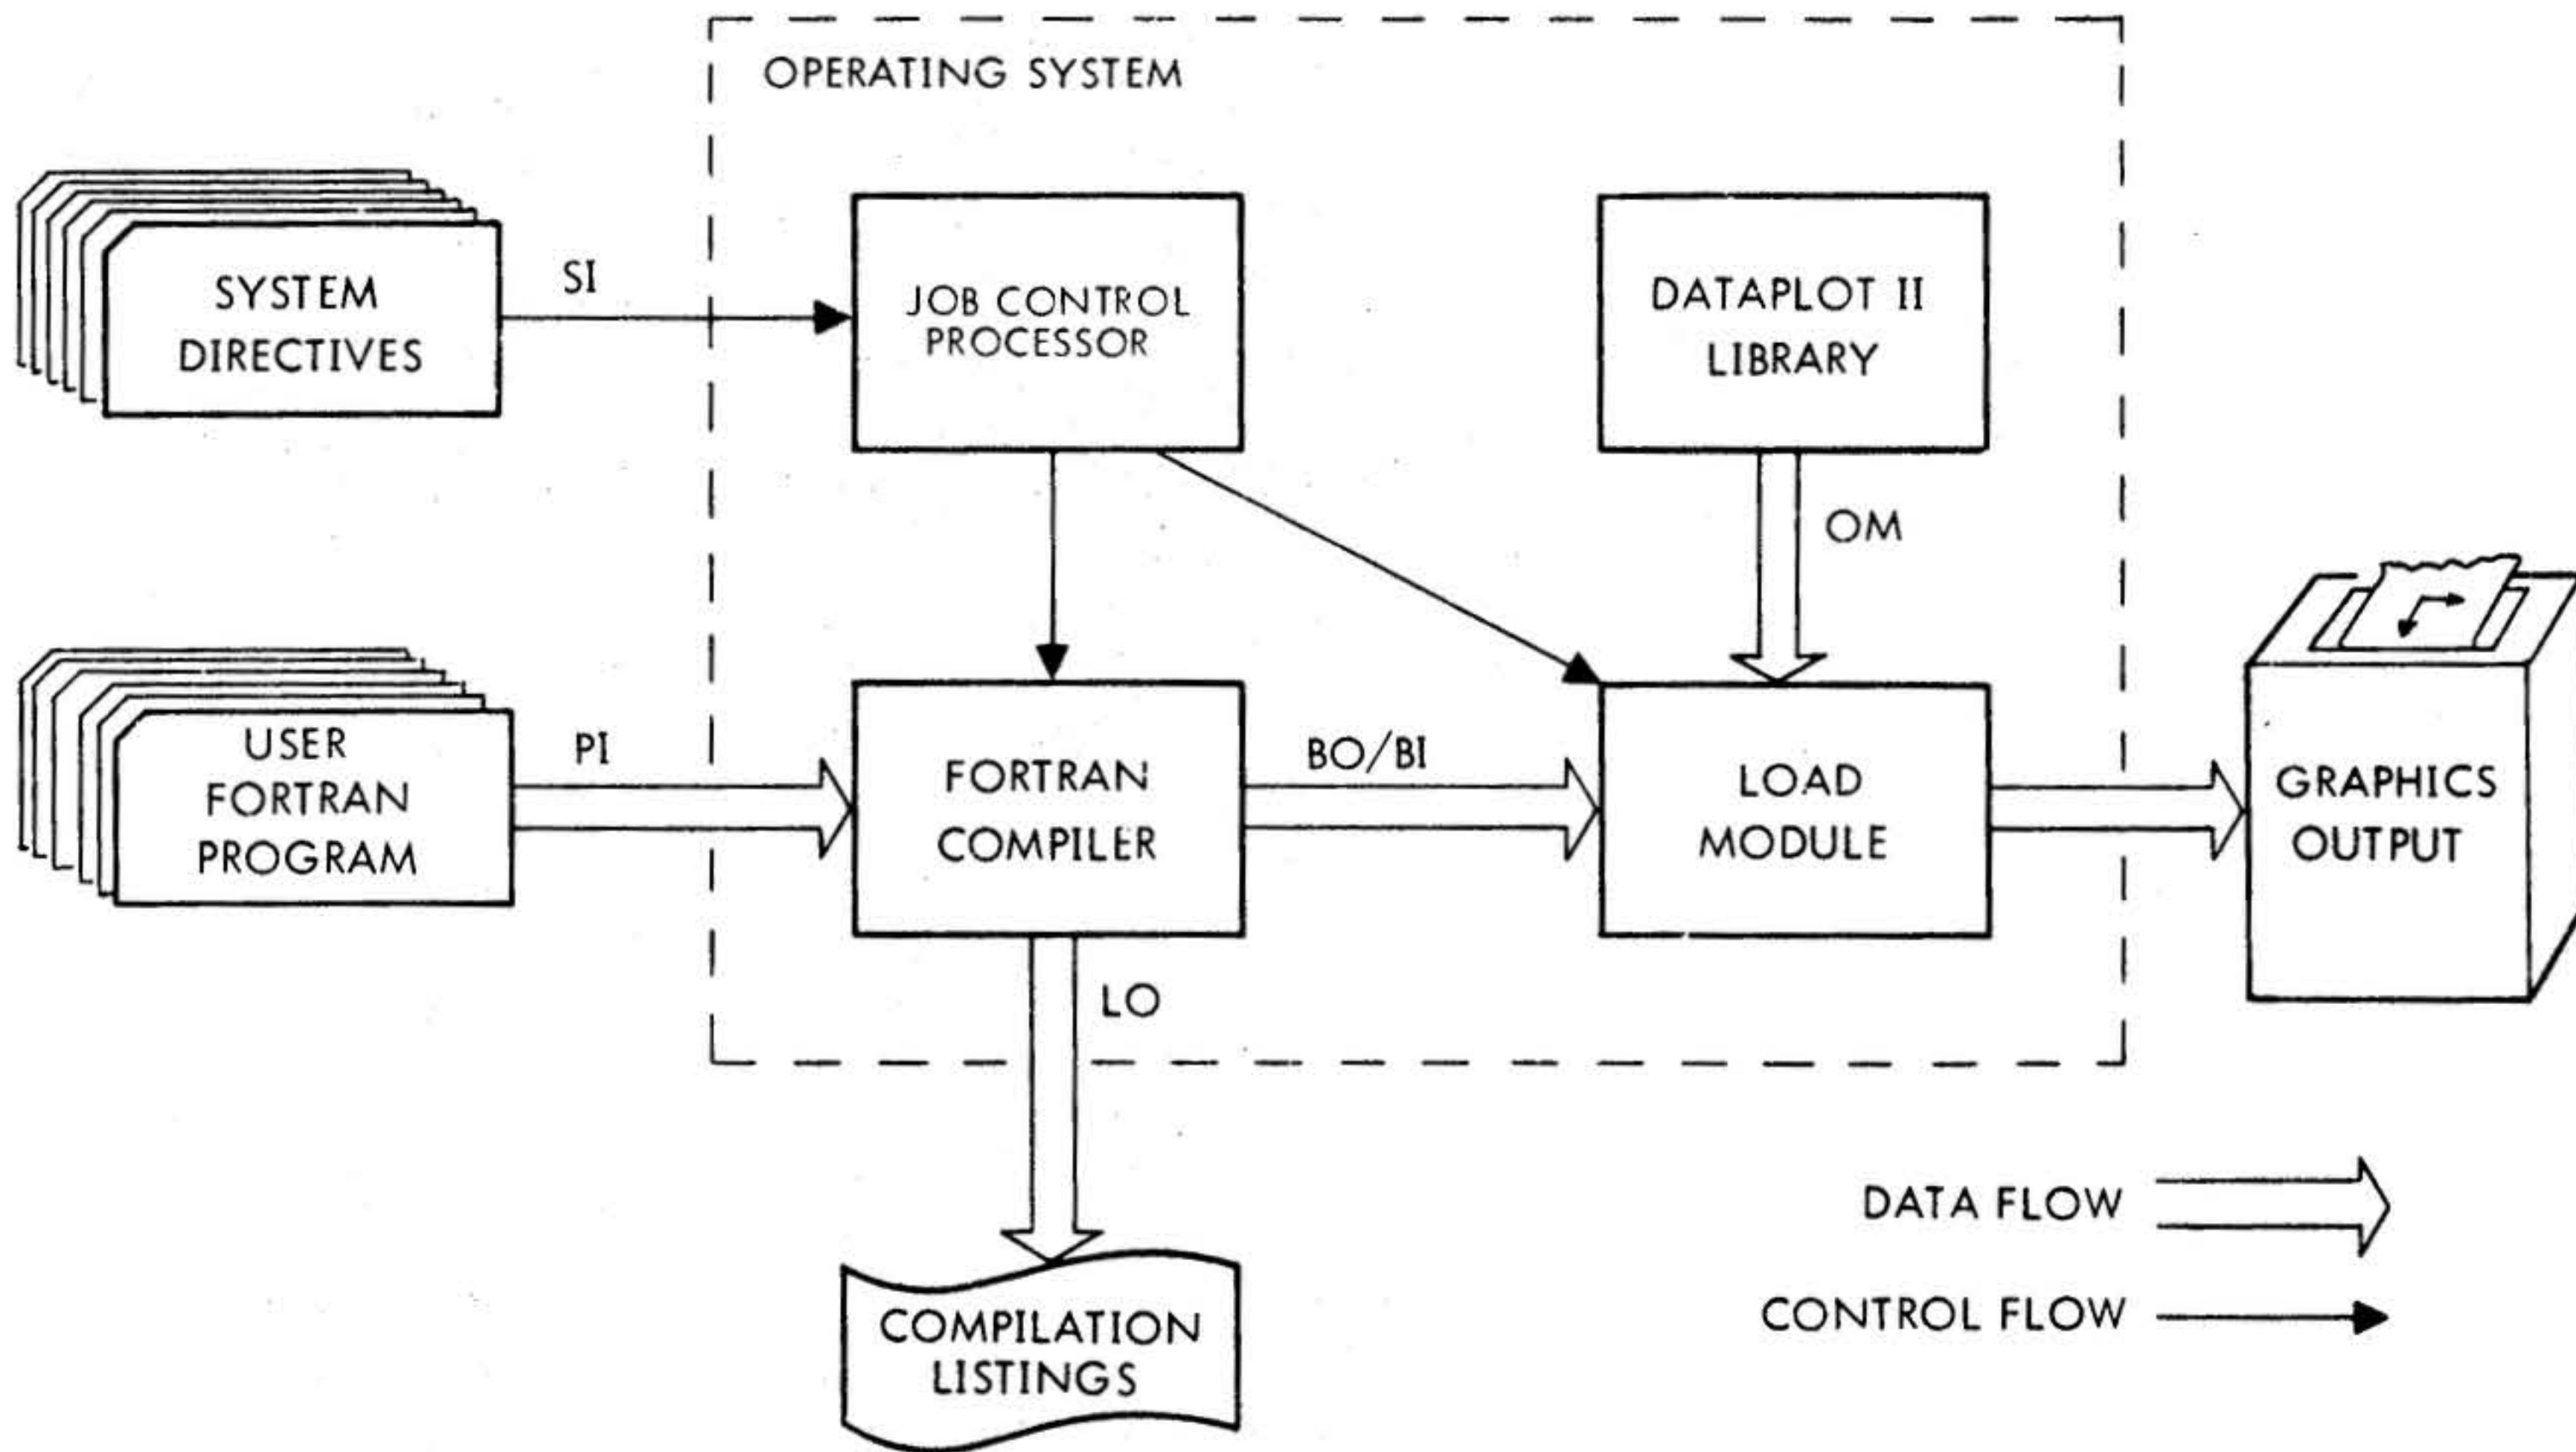 OPERATING SYSTEM
SYSTEM
DIRECTIVES
SI
JOB CONTROL
PROCESSOR
DATAPLOT II
LIBRARY
OM
USER
FORTRAN
PROGRAM
PI
FORTRAN
COMPILER
BO/BI
LOAD
MODULE
GRAPHICS
OUTPUT
LO
COMPILATION
LISTINGS
DATA FLOW
CONTROL FLOW